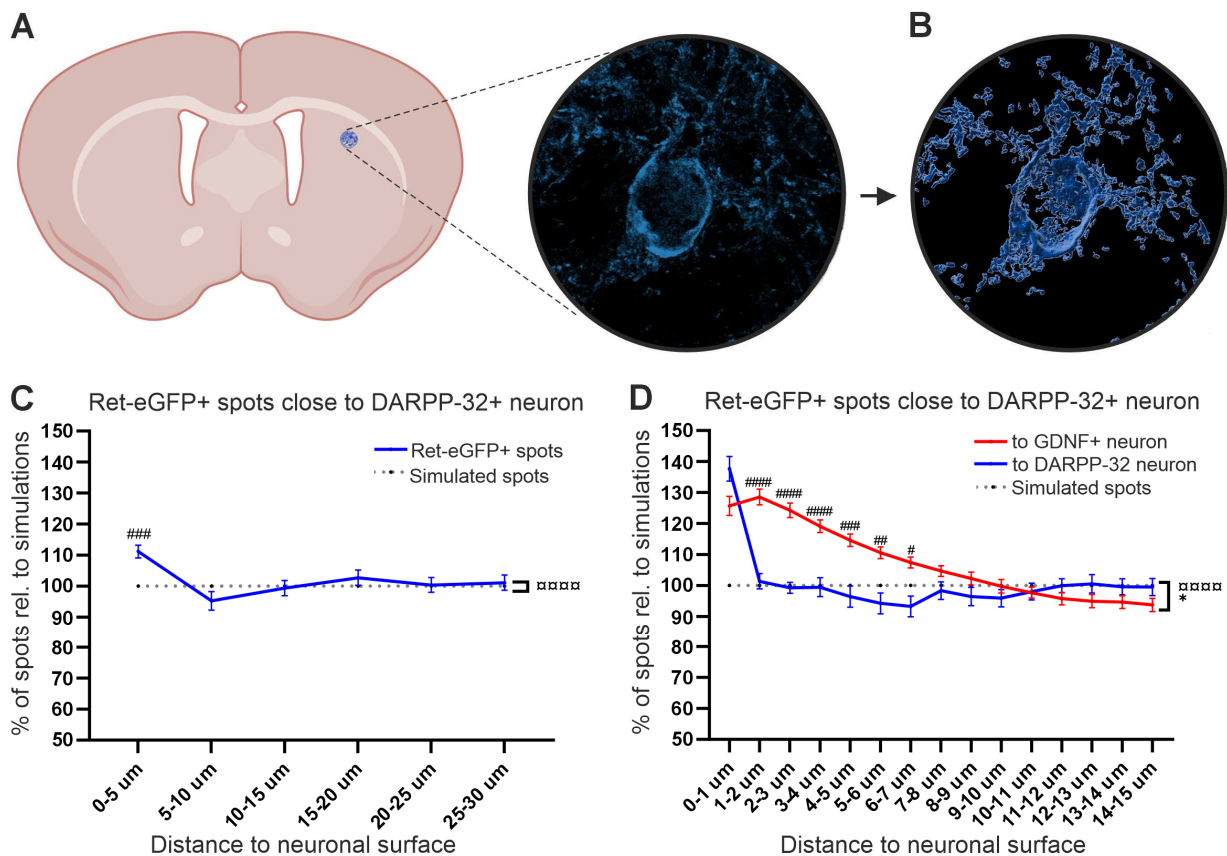 A
B
C
Ret-eGFP+ spots close to DARPP-32+ neuron
% of spots rel. to simulations
150
140
130
120
110
100
90
80
70
60
50
Ret-eGFP+ spots
Simulated spots
###
¤¤¤¤
0-5 um
5-10 um
10-15 um
15-20 um
20-25 um
25-30 um
Distance to neuronal surface
D
Ret-eGFP+ spots close to DARPP-32+ neuron
% of spots rel. to simulations
150
140
130
120
110
100
90
80
70
60
50
to GDNF+ neuron
to DARPP-32 neuron
Simulated spots
####
####
####
###
##
#
¤¤¤¤
*
0-1 um
1-2 um
2-3 um
3-4 um
4-5 um
5-6 um
6-7 um
7-8 um
8-9 um
9-10 um
10-11 um
11-12 um
12-13 um
13-14 um
14-15 um
Distance to neuronal surface